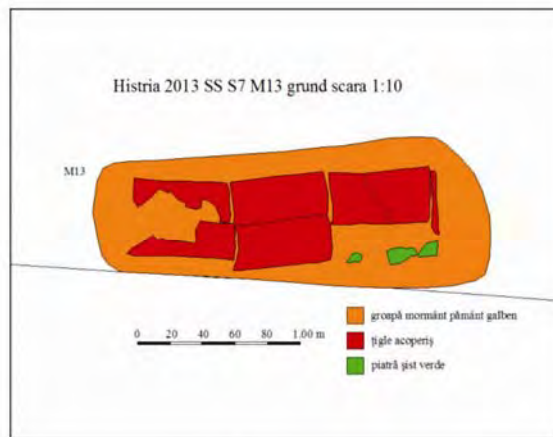 Histria 2013 SS S7 M13 grund scara 1:10
M13
groapă mormânt pământ galben
0 20 40 60 80 1.00 m
țigle acoperiș
piatră șist verde